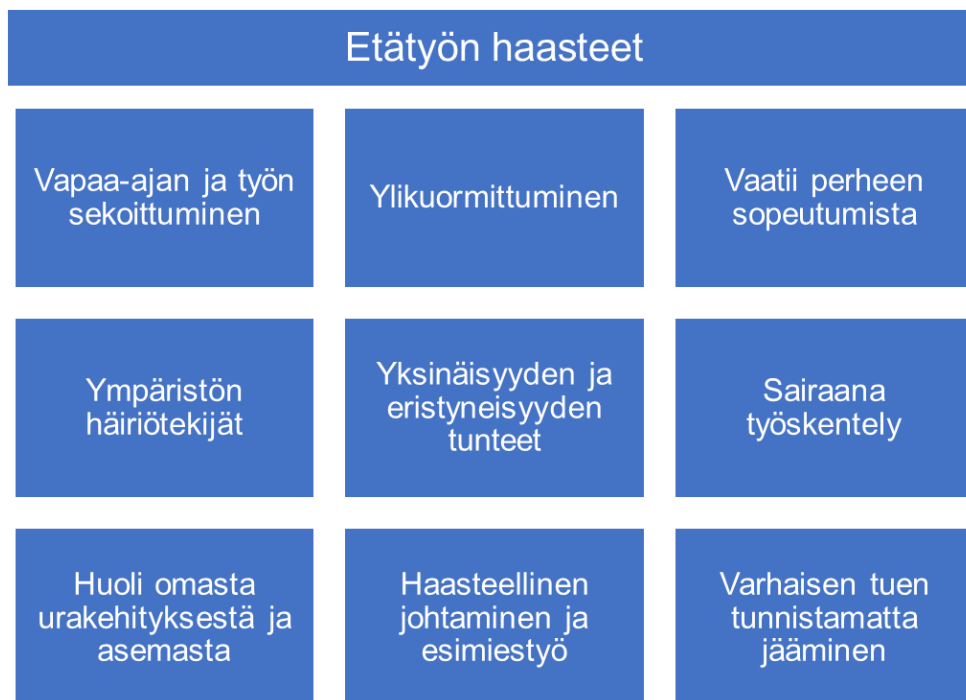 Etätyön haasteet
Vapaa-ajan ja työn
sekoittuminen
Ylikuormittuminen
Vaatii perheen
sopeutumista
Ympäristön
häiriötekijät
Yksinäisyyden ja
eristyneisyyden
tunteet
Sairaana
työskentely
Huoli omasta
urakehityksestä ja
asemasta
Haasteellinen
johtaminen ja
esimiestyö
Varhaisen tuen
tunnistamatta
jääminen